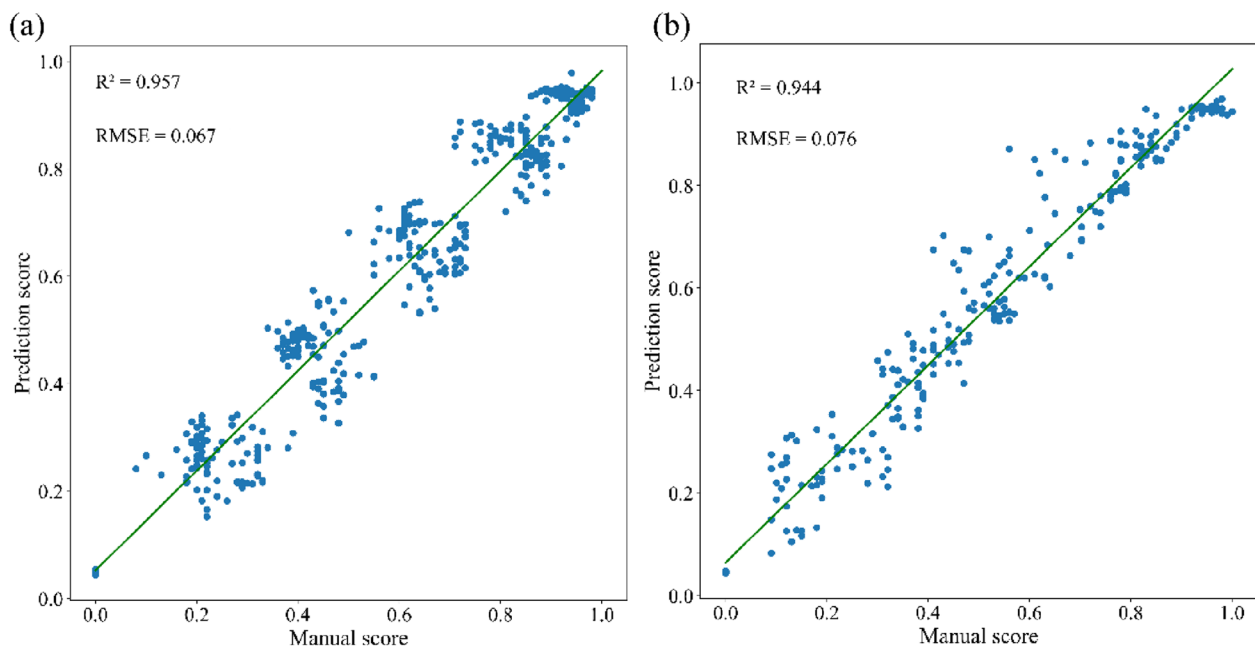 (a)
R² = 0.957
RMSE = 0.067
Prediction score
1.0
0.8
0.6
0.4
0.2
0.0
0.0 0.2 0.4 0.6 0.8 1.0
Manual score
(b)
R² = 0.944
RMSE = 0.076
Prediction score
1.0
0.8
0.6
0.4
0.2
0.0
0.0 0.2 0.4 0.6 0.8 1.0
Manual score